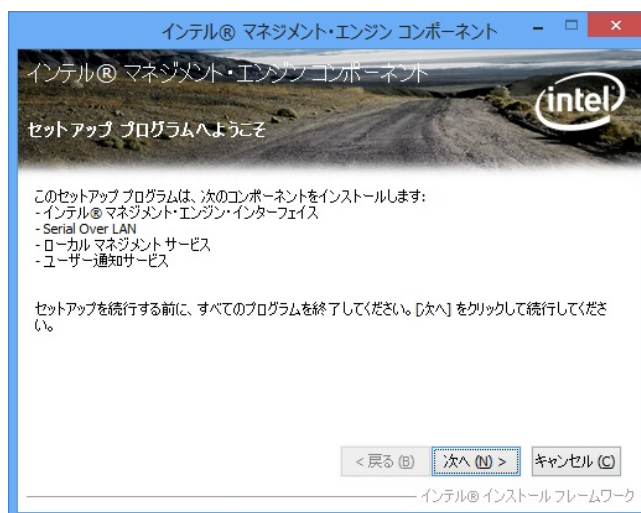 インテル® マネジメント・エンジン コンポーネント
インテル® マネジメント・エンジン コンポーネント
intel
セットアップ プログラムへようこそ
このセットアップ プログラムは、次のコンポーネントをインストールします:
- インテル® マネジメント・エンジン・インターフェイス
- Serial Over LAN
- ローカル マネジメント サービス
- ユーザー通知サービス
セットアップを続行する前に、すべてのプログラムを終了してください。[次へ] をクリックして続行してくださ
い。
< 戻る (B) 次へ (N) > キャンセル (C)
インテル® インストール フレームワーク